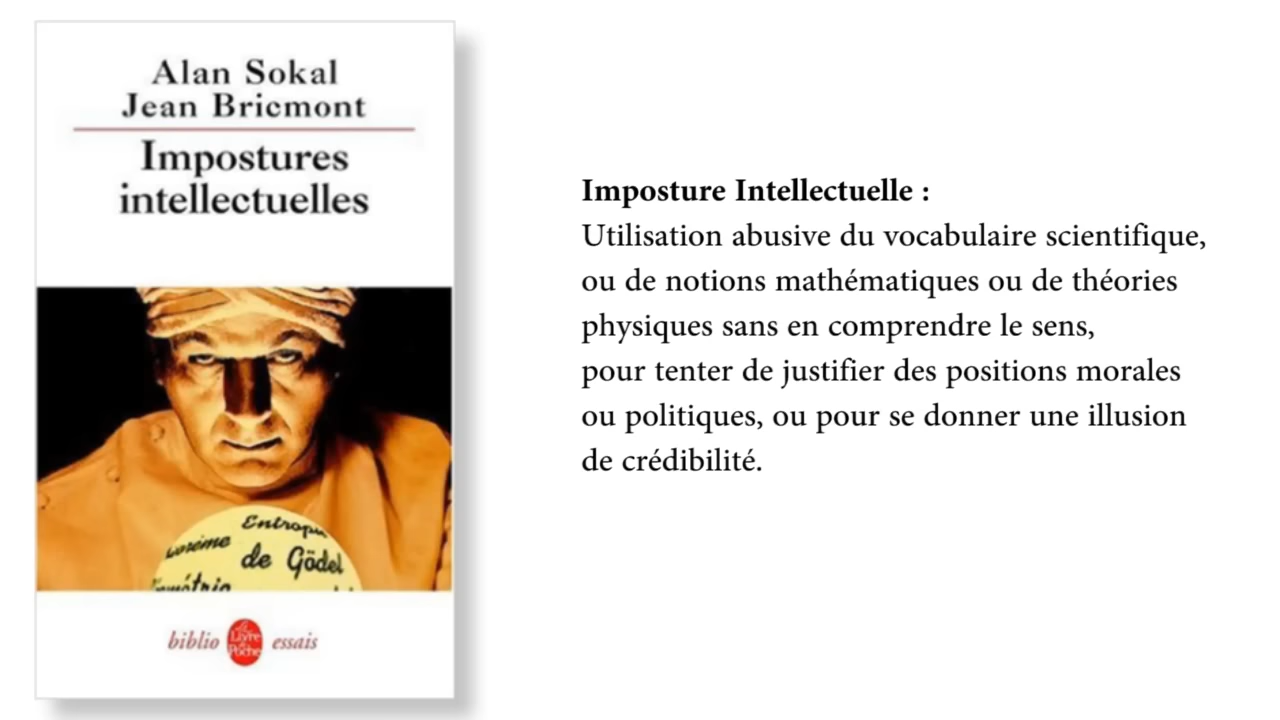 Alan Sokal
Jean Bricmont
Impostures
intellectuelles
Entropi
de Gödel
biblio
Le
Livre
de
Poche
essais
Imposture Intellectuelle :
Utilisation abusive du vocabulaire scientifique,
ou de notions mathématiques ou de théories
physiques sans en comprendre le sens,
pour tenter de justifier des positions morales
ou politiques, ou pour se donner une illusion
de crédibilité.